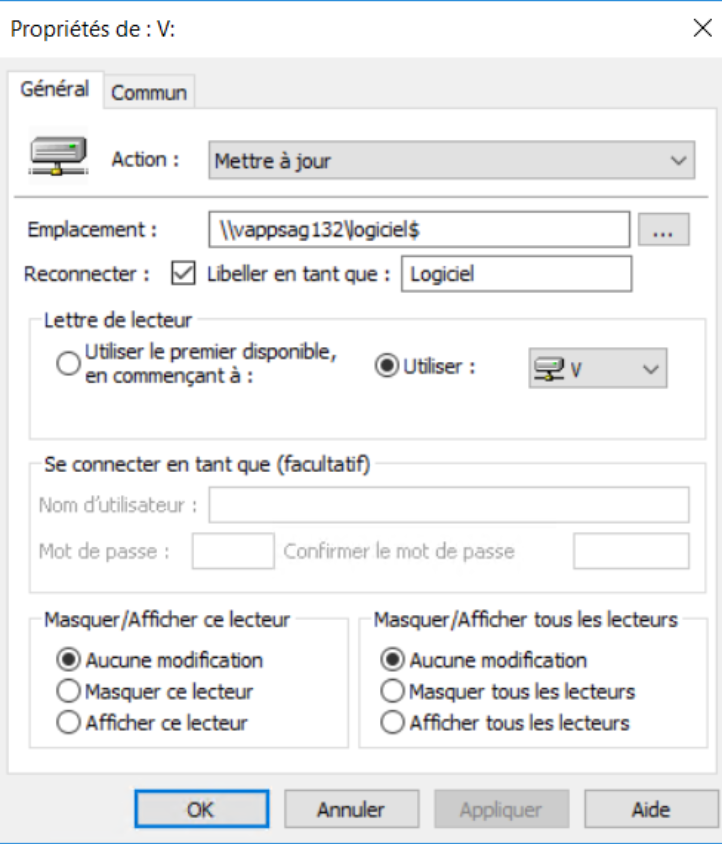 Propriétés de : V:
Général Commun
Action : Mettre à jour
Emplacement : \\vappsag132\logiciel$ ...
Reconnecter : Libeller en tant que : Logiciel
Lettre de lecteur
Utiliser le premier disponible,
en commençant à :
Utiliser : V
Se connecter en tant que (facultatif)
Nom d'utilisateur :
Mot de passe : Confirmer le mot de passe
Masquer/Afficher ce lecteur
Aucune modification
Masquer ce lecteur
Afficher ce lecteur
Masquer/Afficher tous les lecteurs
Aucune modification
Masquer tous les lecteurs
Afficher tous les lecteurs
OK Annuler Appliquer Aide